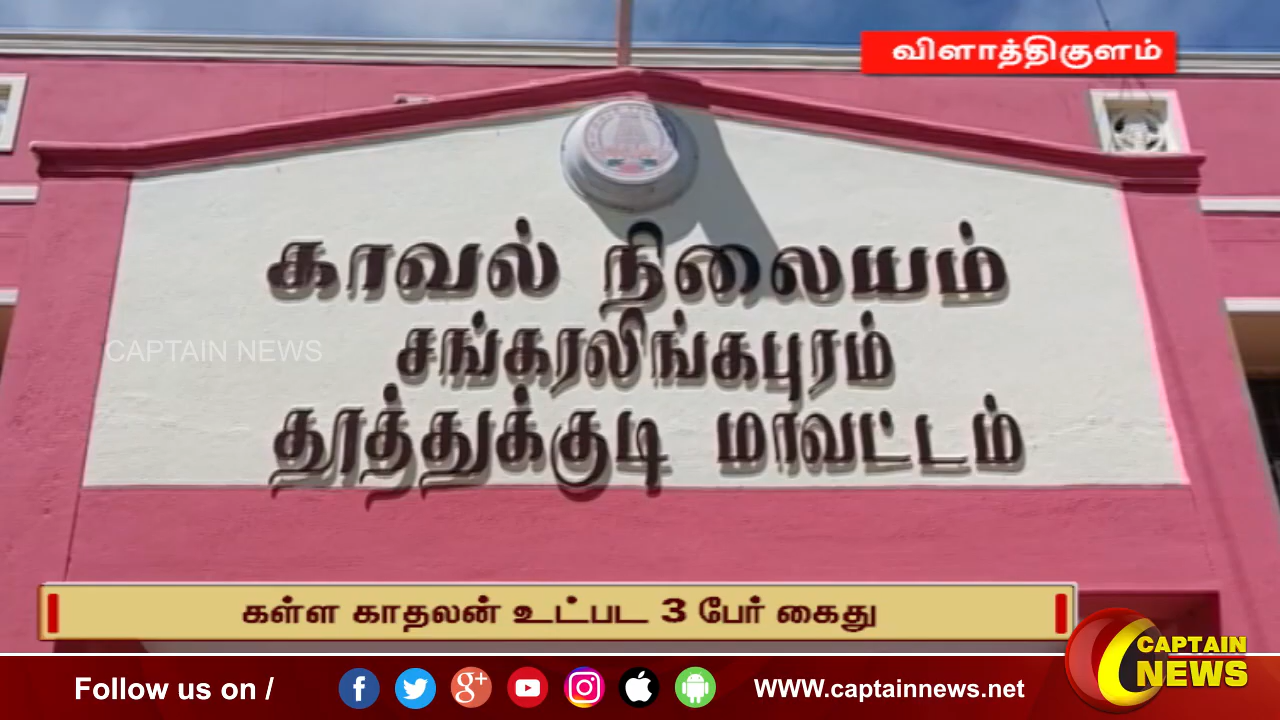 விளாத்திகுளம்
காவல் நிலையம்
சங்கரலிங்கபுரம்
CAPTAIN NEWS
தூத்துக்குடி மாவட்டம்
கள்ள காதலன் உட்பட 3 பேர் கைது
CAPTAIN
NEWS
Follow us on / WWW.captainnews.net